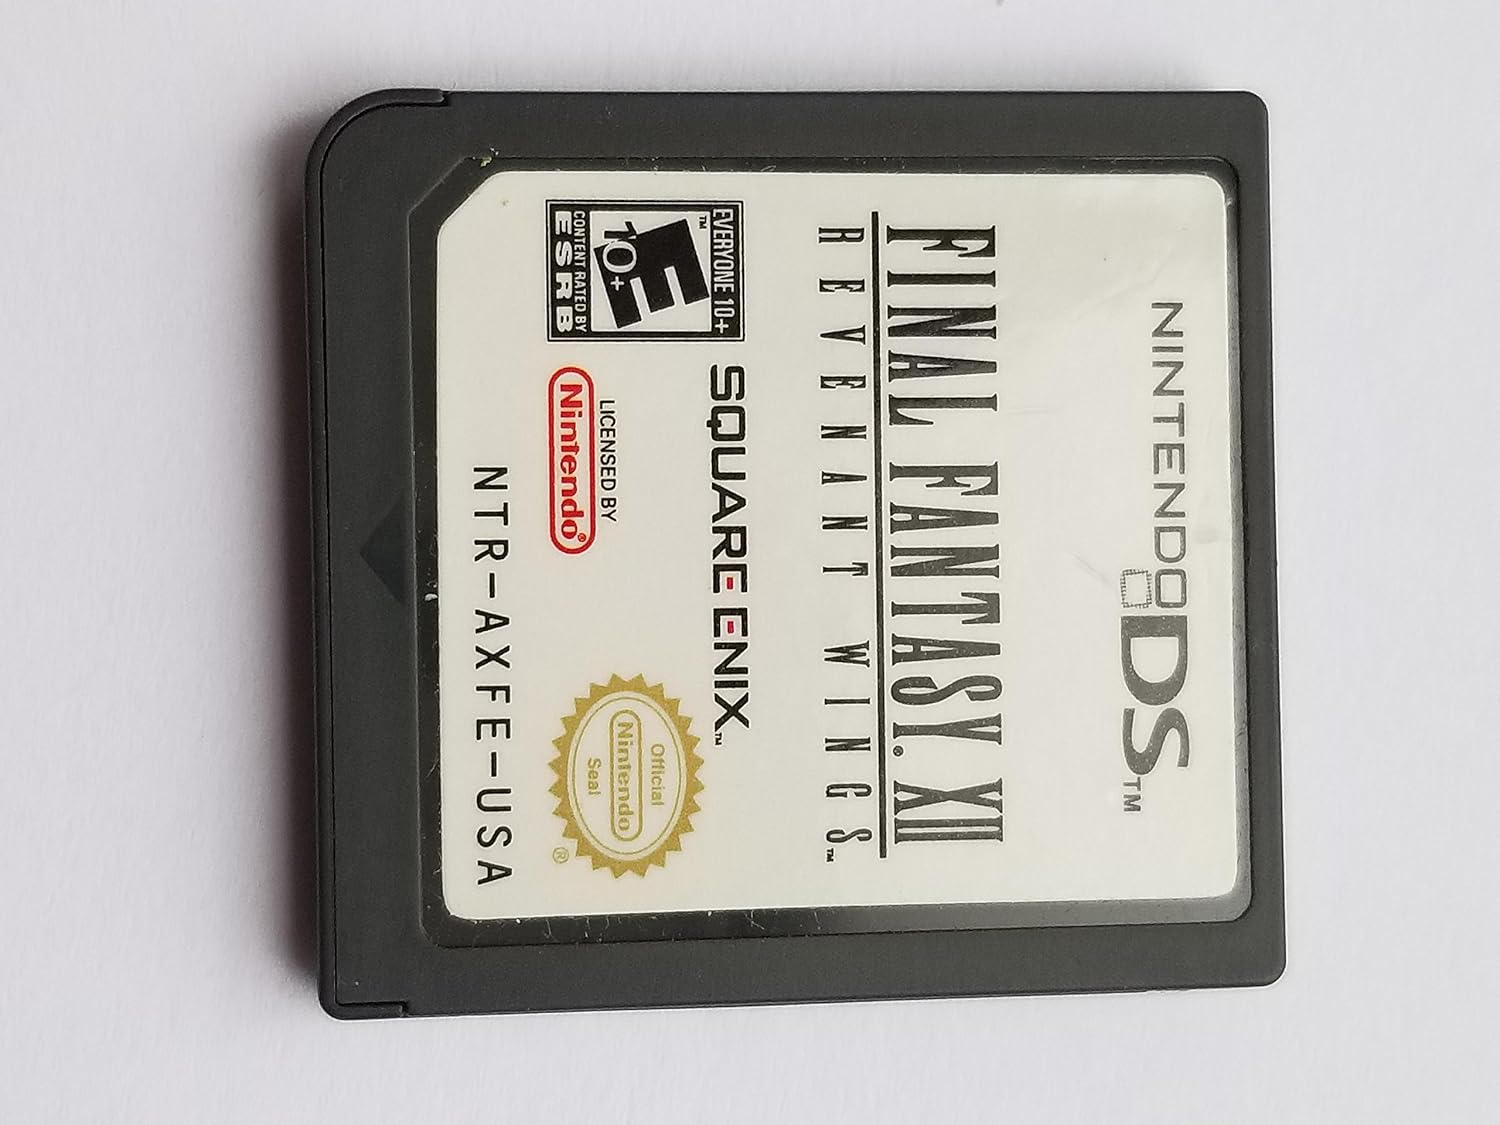 NINTENDO DS™
FINAL FANTASY® XII
REVENANT WINGS™
SQUARE ENIX™
EVERYONE 10+
™
E
10+
CONTENT RATED BY
ESRB
LICENSED BY
Nintendo®
Official
Nintendo
Seal
®
NTR-AXFE-USA